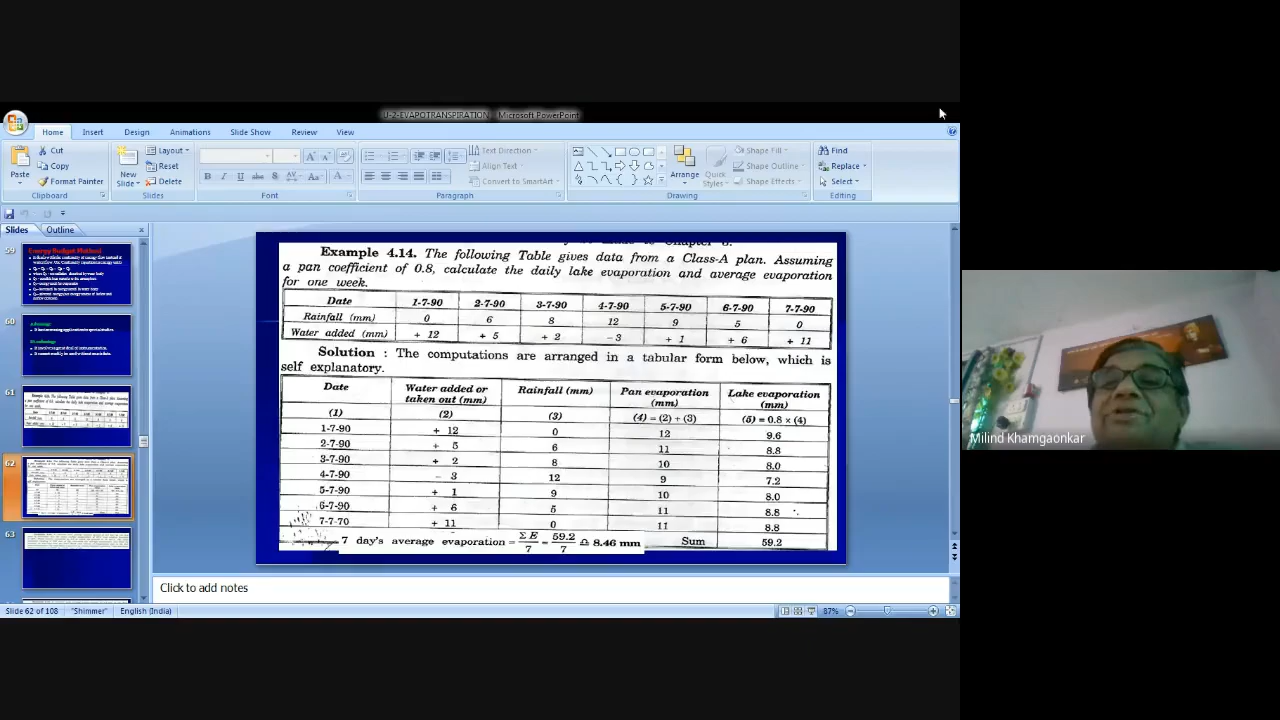 U-2-EVAPOTRANSPIRATION - Microsoft PowerPoint
Home Insert Design Animations Slide Show Review View
Paste Cut Copy Format Painter Clipboard
New Slide Layout Reset Delete Slides
Font
Text Direction Align Text Convert to SmartArt Paragraph
Arrange Quick Styles Shape Fill Shape Outline Shape Effects Drawing
Find Replace Select Editing
Slides Outline
59
Energy Budget Method
60
61
62
63
Example 4.14. The following Table gives data from a Class-A plan. Assuming
a pan coefficient of 0.8, calculate the daily lake evaporation and average evaporation
for one week.
Date 1-7-90 2-7-90 3-7-90 4-7-90 5-7-90 6-7-90 7-7-90
Rainfall (mm) 0 6 8 12 9 5 0
Water added (mm) + 12 + 5 + 2 - 3 + 1 + 6 + 11
Solution : The computations are arranged in a tabular form below, which is
self explanatory.
Date Water added or taken out (mm) Rainfall (mm) Pan evaporation (mm) Lake evaporation (mm)
(1) (2) (3) (4) = (2) + (3) (5) = 0.8 × (4)
1-7-90 + 12 0 12 9.6
2-7-90 + 5 6 11 8.8
3-7-90 + 2 8 10 8.0
4-7-90 - 3 12 9 7.2
5-7-90 + 1 9 10 8.0
6-7-90 + 6 5 11 8.8
7-7-70 + 11 0 11 8.8
7 day's average evaporation = ΣE/7 = 59.2/7 ≏ 8.46 mm Sum 59.2
Click to add notes
Slide 62 of 108 "Shimmer" English (India) 87%
Milind Khamgaonkar